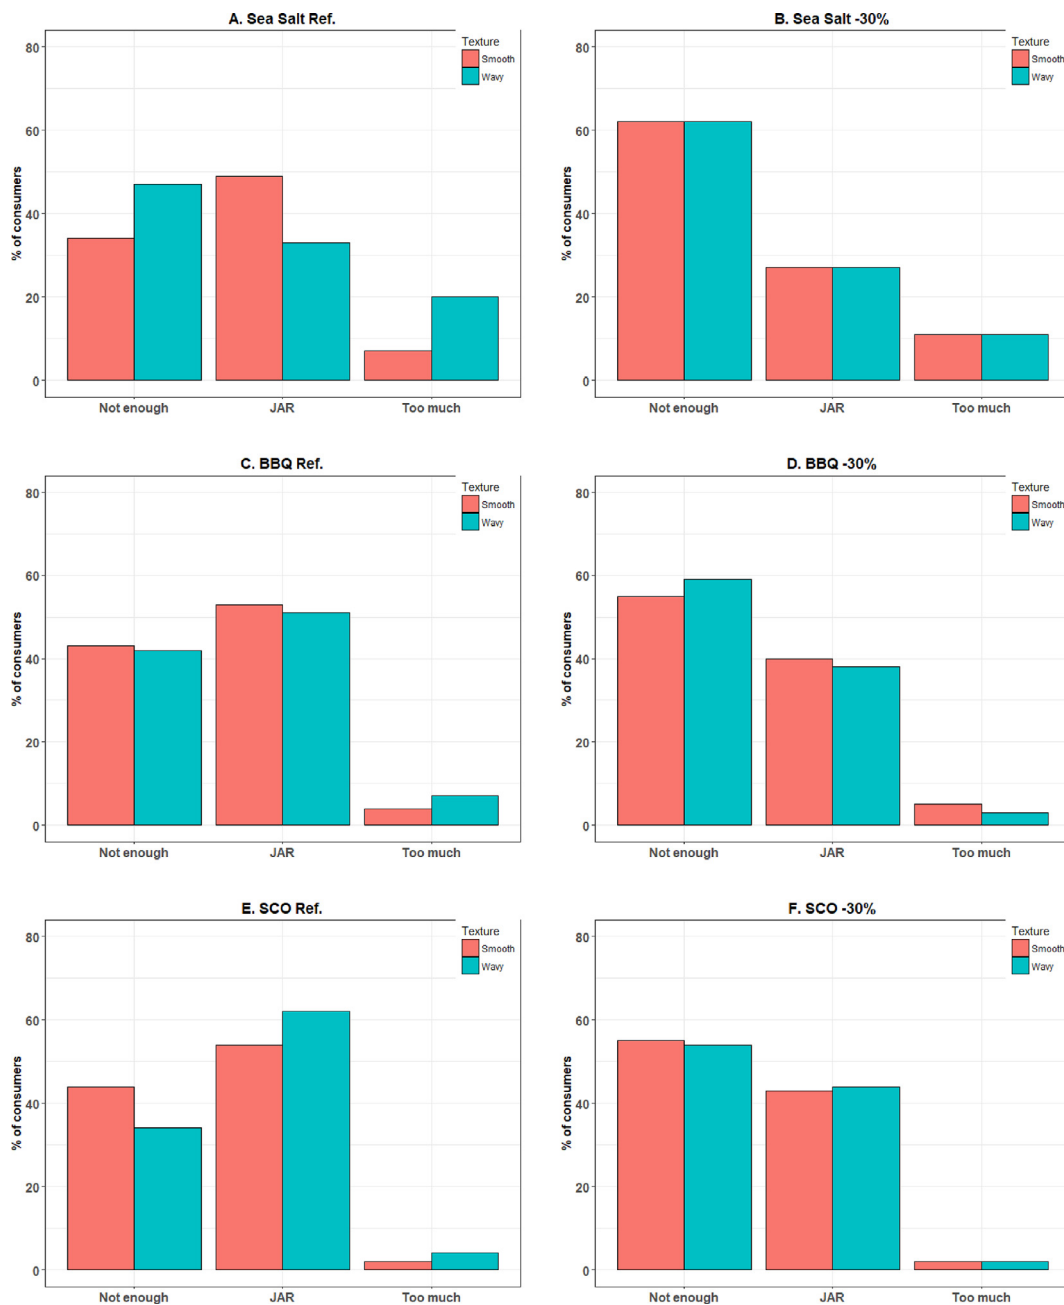 A. Sea Salt Ref.
% of consumers
80
60
40
20
0
Not enough JAR Too much
Texture
Smooth
Wavy
B. Sea Salt -30%
% of consumers
80
60
40
20
0
Not enough JAR Too much
Texture
Smooth
Wavy
C. BBQ Ref.
% of consumers
80
60
40
20
0
Not enough JAR Too much
Texture
Smooth
Wavy
D. BBQ -30%
% of consumers
80
60
40
20
0
Not enough JAR Too much
Texture
Smooth
Wavy
E. SCO Ref.
% of consumers
80
60
40
20
0
Not enough JAR Too much
Texture
Smooth
Wavy
F. SCO -30%
% of consumers
80
60
40
20
0
Not enough JAR Too much
Texture
Smooth
Wavy